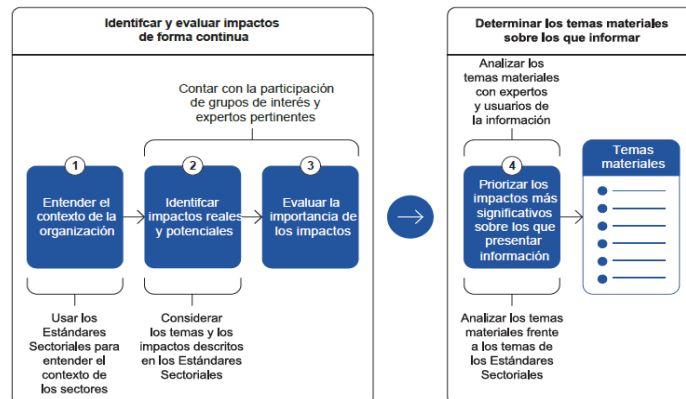 Identifcar y evaluar impactos
de forma continua
Contar con la participación
de grupos de interés y
expertos pertinentes
1
Entender el
contexto de la
organización
2
Identifcar
impactos reales
y potenciales
3
Evaluar la
importancia de
los impactos
Usar los
Estándares
Sectoriales para
entender el
contexto de
los sectores
Considerar
los temas y los
impactos descritos
en los Estándares
Sectoriales
Determinar los temas materiales
sobre los que informar
Analizar los
temas materiales
con expertos
y usuarios de
la información
4
Priorizar los
impactos más
significativos
sobre los que
presentar
información
Temas
materiales
Analizar los temas
materiales frente
a los temas de
los Estándares
Sectoriales